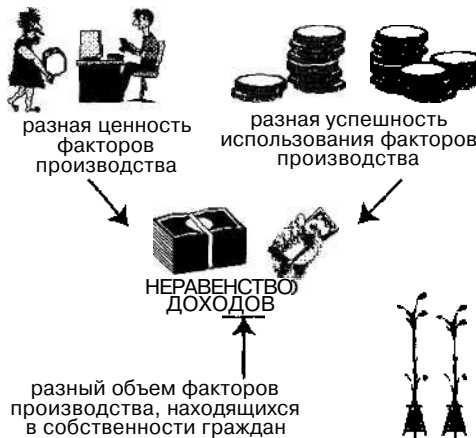 разная ценность
факторов
производства
разная успешность
использования факторов
производства
НЕРАВЕНСТВО
ДОХОДОВ
разный объем факторов
производства, находящихся
в собственности граждан